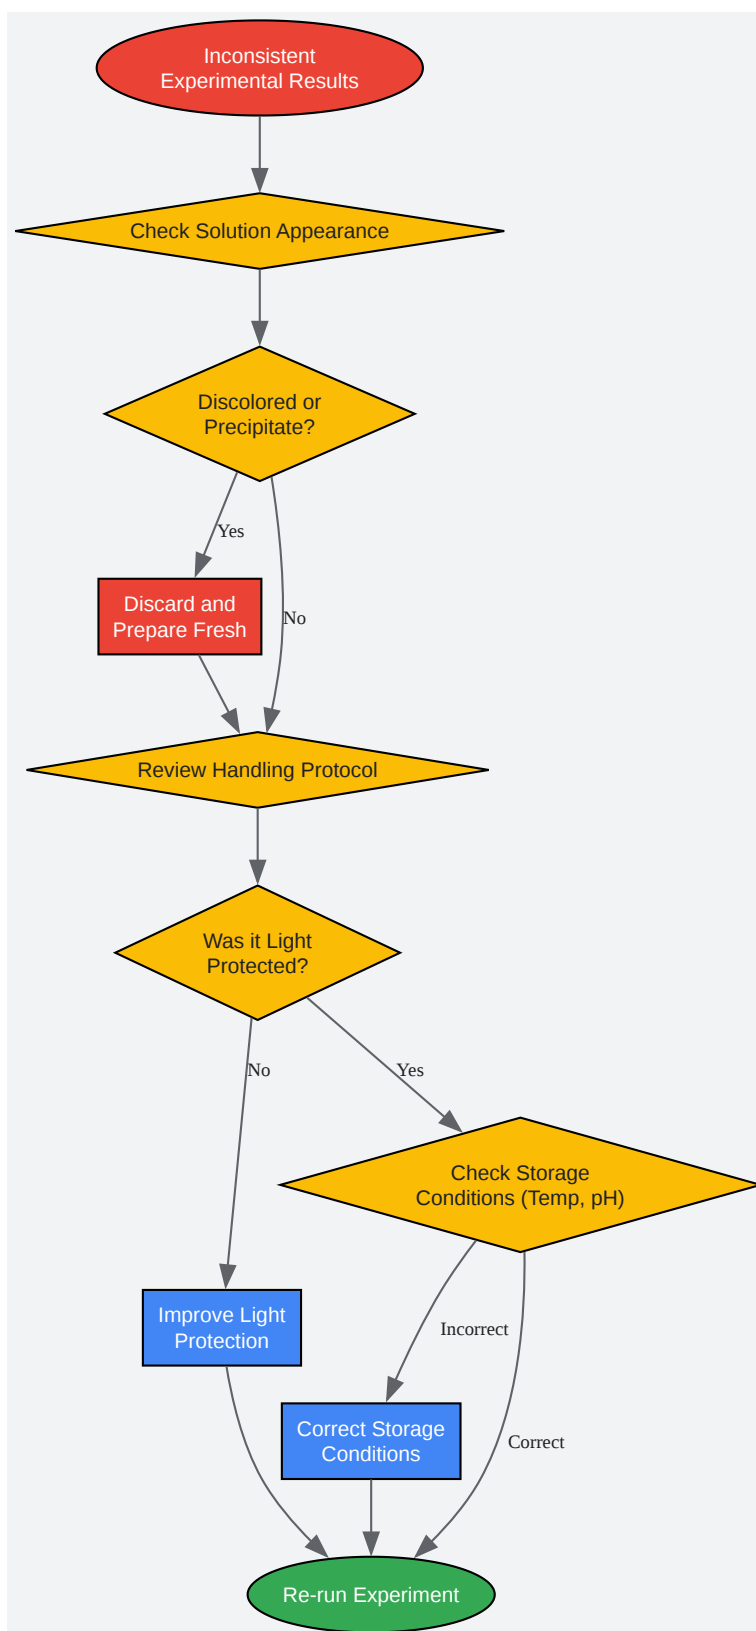 Inconsistent
Experimental Results
Check Solution Appearance
Discolored or
Precipitate?
Yes
Discard and
Prepare Fresh
No
Review Handling Protocol
Was it Light
Protected?
No
Yes
Check Storage
Conditions (Temp, pH)
Improve Light
Protection
Incorrect
Correct Storage
Conditions
Correct
Re-run Experiment